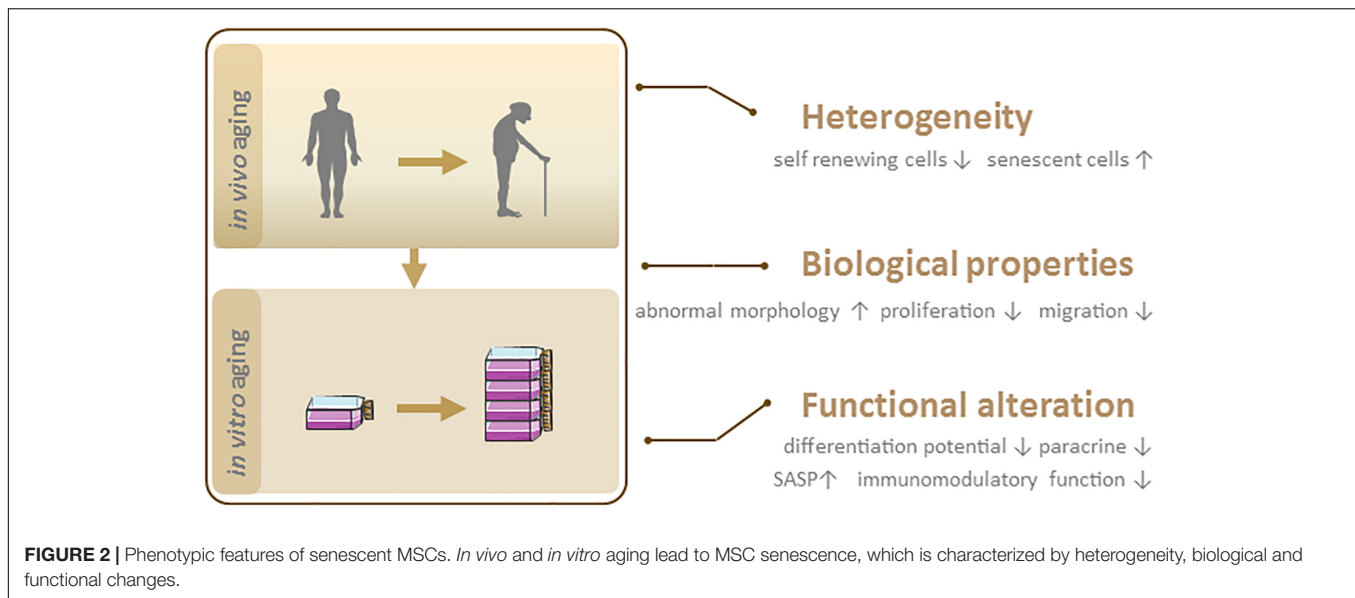 in vivo aging
in vitro aging
Heterogeneity
self renewing cells ↓ senescent cells ↑
Biological properties
abnormal morphology ↑ proliferation ↓ migration ↓
Functional alteration
differentiation potential ↓ paracrine ↓
SASP↑ immunomodulatory function ↓
FIGURE 2 | Phenotypic features of senescent MSCs. In vivo and in vitro aging lead to MSC senescence, which is characterized by heterogeneity, biological and
functional changes.